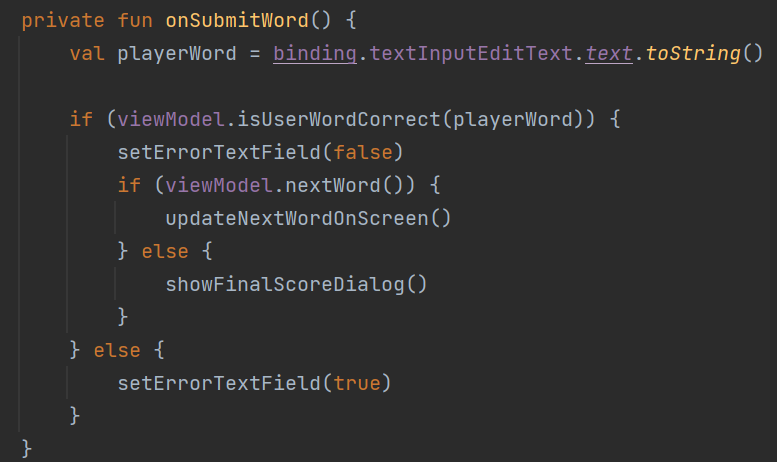 private fun onSubmitWord() {
    val playerWord = binding.textInputEditText.text.toString()

    if (viewModel.isUserWordCorrect(playerWord)) {
        setErrorTextField(false)
        if (viewModel.nextWord()) {
            updateNextWordOnScreen()
        } else {
            showFinalScoreDialog()
        }
    } else {
        setErrorTextField(true)
    }
}